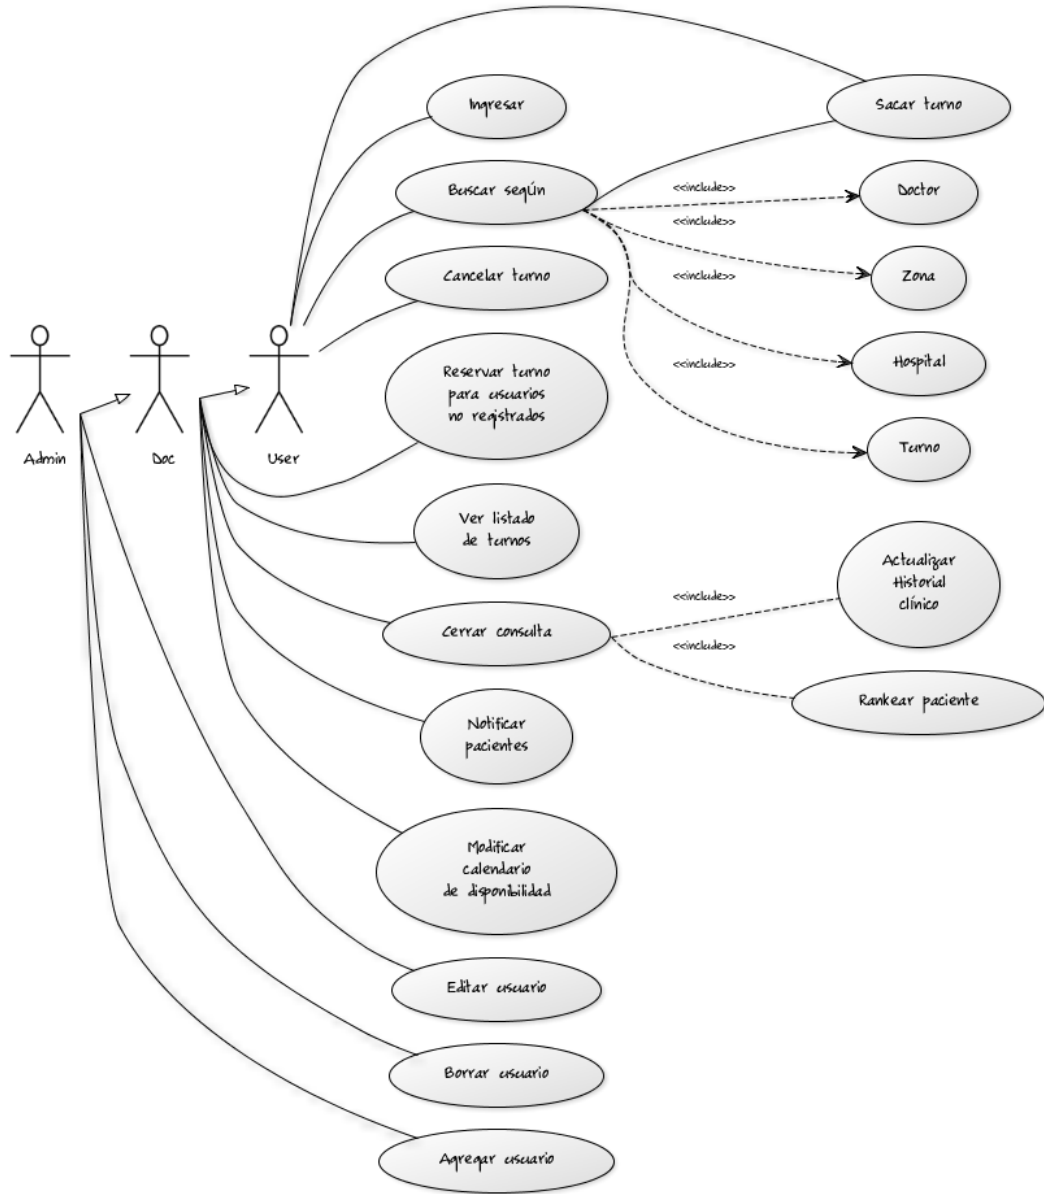 Ingresar
Sacar turno
Buscar según
<<include>>
Doctor
<<include>>
Zona
Cancelar turno
<<include>>
Hospital
Reservar turno
para usuarios
no registrados
<<include>>
Turno
Admin
Doc
User
Ver listado
de turnos
Actualizar
Historial
clínico
<<include>>
Cerrar consulta
<<include>>
Rankear paciente
Notificar
pacientes
Modificar
calendario
de disponibilidad
Editar usuario
Borrar usuario
Agregar usuario